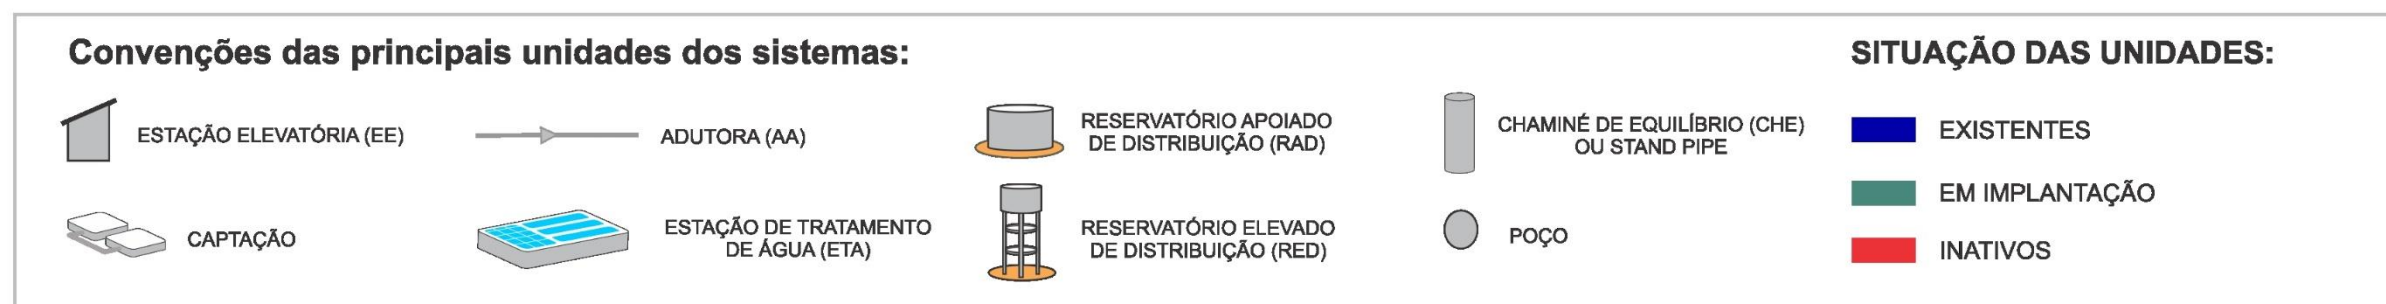 Convenções das principais unidades dos sistemas:
ESTAÇÃO ELEVATÓRIA (EE)
ADUTORA (AA)
RESERVATÓRIO APOIADO
DE DISTRIBUIÇÃO (RAD)
CHAMINÉ DE EQUILÍBRIO (CHE)
OU STAND PIPE
CAPTAÇÃO
ESTAÇÃO DE TRATAMENTO
DE ÁGUA (ETA)
RESERVATÓRIO ELEVADO
DE DISTRIBUIÇÃO (RED)
POÇO
SITUAÇÃO DAS UNIDADES:
EXISTENTES
EM IMPLANTAÇÃO
INATIVOS